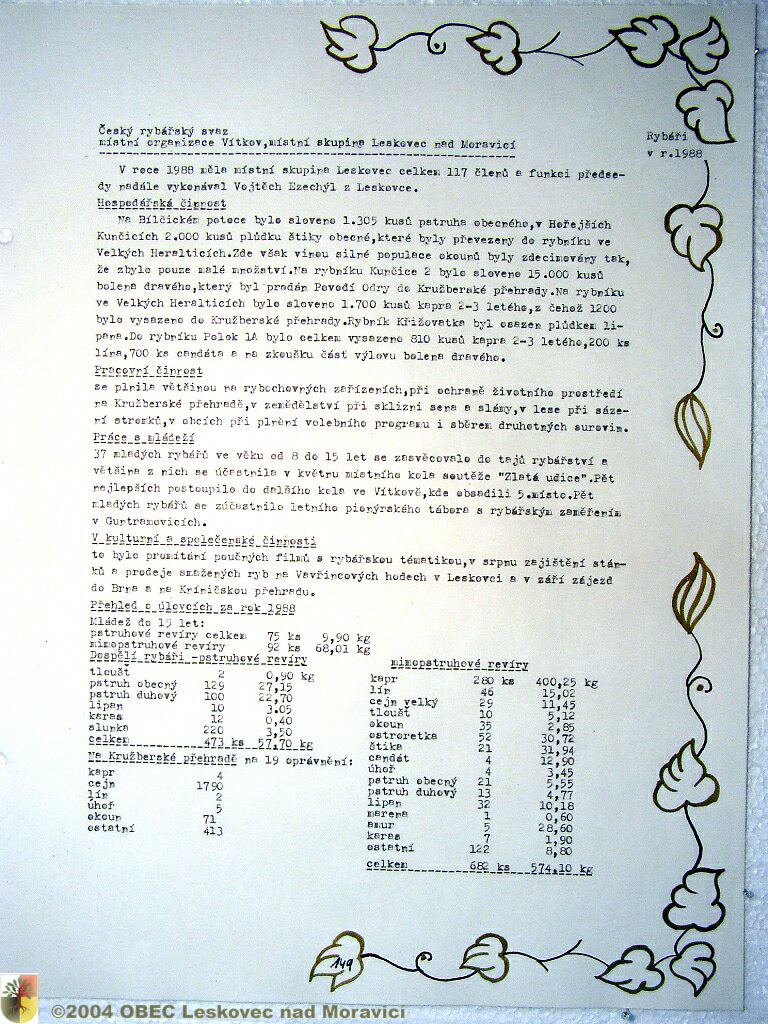 Český rybářský svaz
místní organizace Vítkov,místní skupina Leskovec nad Moravicí
Rybáři
v r.1988
V roce 1988 měla místní skupina Leskovec celkem 117 členů a funkci předse-
dy nadále vykonával Vojtěch Ezechýl z Leskovce.
Hospodářská činnost
Na Bílčickém potoce bylo sloveno 1.305 kusů pstruha obecného,v Hořejších
Kunčicích 2.000 kusů plůdku štiky obecné,které byly převezeny do rybníku ve
Velkých Heralticích.Zde však vinou silné populace okounů byly zdecimovány tak,
že zbylo pouze malé množství.Na rybníku Kunčice 2 bylo sloveno 15.000 kusů
bolena dravého,který byl prodán Povodí Odry do Kružberské přehrady.Na rybníku
ve Velkých Heralticích bylo sloveno 1.700 kusů kapra 2-3 letého,z čehož 1200
bylo vysazeno do Kružberské přehrady.Rybník Křižovatka byl osazen plůdkem li-
pana.Do rybníku Polok 1A bylo celkem vysazeno 810 kusů kapra 2-3 letého,200 ks
lína,700 ks candáta a na zkoučku část výlovu bolena dravého.
Pracovní činnost
se plnila většinou na rybochovných zařízeních,při ochraně životního prostředí
na Kružberské přehradě,v zemědělství při sklizni sena a slámy,v lese při sáze-
ní stromků,v obcích při plnění volebního programu i sběrem druhotných surovin.
Práce s mládeží
37 mladých rybářů ve věku od 8 do 15 let se zasvěcovalo do tajů rybářství a
většina z nich se účastnila v květnu místního kola soutěže "Zlatá udice".Pět
nejlepších postoupilo do dalšího kola ve Vítkově,kde obsadili 5.místo.Pět
mladých rybářů se zúčastnilo letního pionýrského tábora s rybářským zaměřením
v Guntramovicích.
V kulturní a společenské činnosti
to bylo promítání poučných filmů s rybářskou tématikou,v srpnu zajištění stán-
ků a prodeje smažených ryb na Vavřincových hodech v Leskovci a v září zájezd
do Brna a na Kníničskou přehradu.
Přehled o úlovcích za rok 1988
Mládež do 15 let:
pstruhové revíry celkem 75 ks 9,90 kg
mimopstruhové revíry 92 ks 68,01 kg
Dospělí rybáři -pstruhové revíry
tloušt 2 0,90 kg
pstruh obecný 129 27,15
pstruh duhový 100 22,70
lipan 10 3.05
karas 12 0,40
slunka 220 3,50
celkem 473 ks 57,70 kg
Na Kružberské přehradě na 19 oprávnění:
kapr 4
cejn 1790
lín 2
úhoř 5
okoun 71
ostatní 413
mimopstruhové revíry
kapr 280 ks 400,25 kg
lín 46 15,02
cejn velký 29 11,45
tloušt 10 5,12
okoun 35 2,85
ostroretka 52 30,72
štika 21 31,94
candát 4 12,90
úhoř 4 3,45
pstruh obecný 21 5,55
pstruh duhový 13 4,77
lipan 32 10,18
marena 1 0,60
amur 5 28,60
karas 7 1,90
ostatní 122 8,80
celkem 682 ks 574,10 kg
149
©2004 OBEC Leskovec nad Moravicí